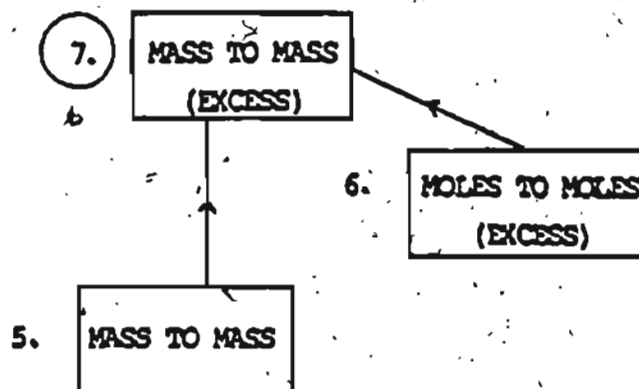 7. MASS TO MASS
(EXCESS)
6. MOLES TO MOLES
(EXCESS)
5. MASS TO MASS